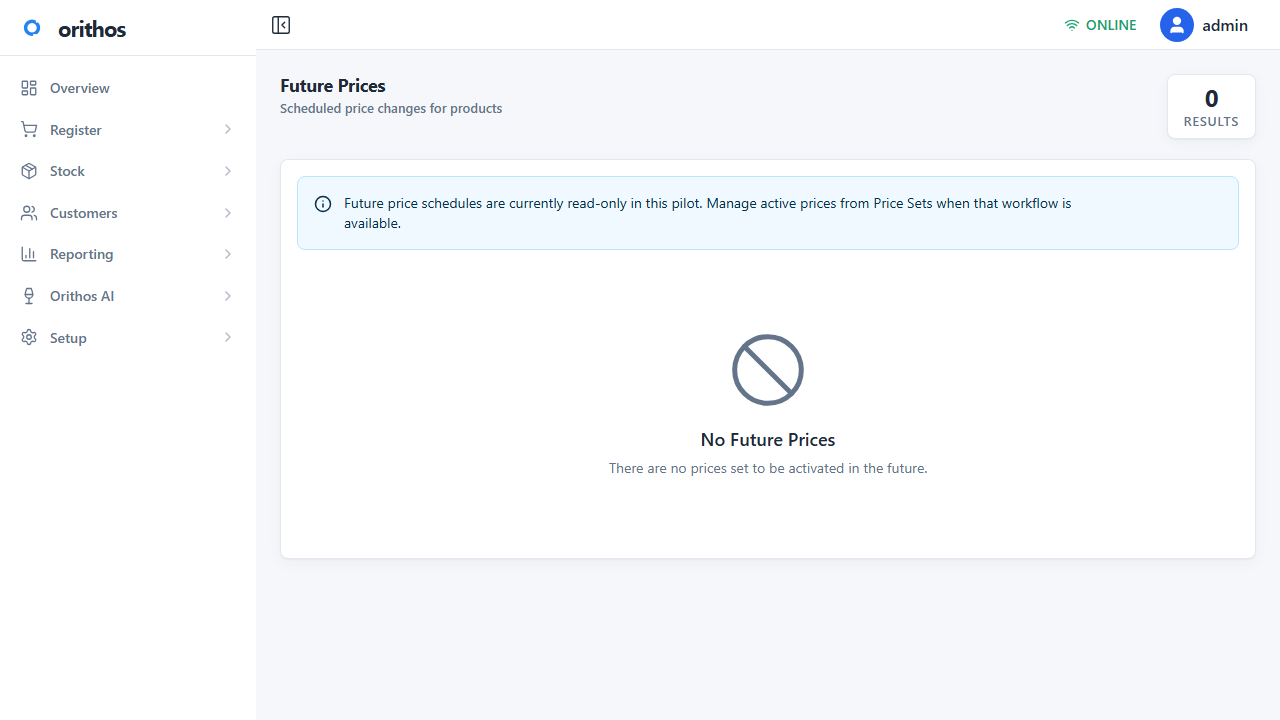 orithos
ONLINE
admin
Overview
Register
Stock
Customers
Reporting
Orithos AI
Setup
Future Prices
Scheduled price changes for products
0
RESULTS
Future price schedules are currently read-only in this pilot. Manage active prices from Price Sets when that workflow is
available.
No Future Prices
There are no prices set to be activated in the future.